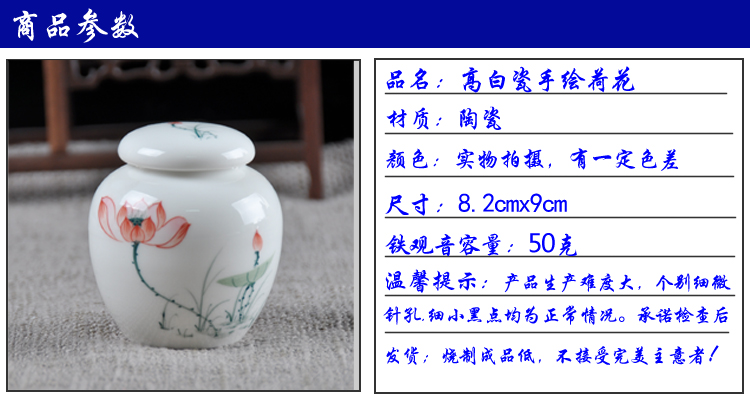 商品参数
品名：高白瓷手绘荷花
材质：陶瓷
颜色：实物拍摄，有一定色差
尺寸：8.2cmx9cm
铁观音容量：50克
温馨提示：产品生产难度大，个别细微
针孔.细小黑点均为正常情况。承诺检查后
发货；烧制成品低，不接受完美主意者！